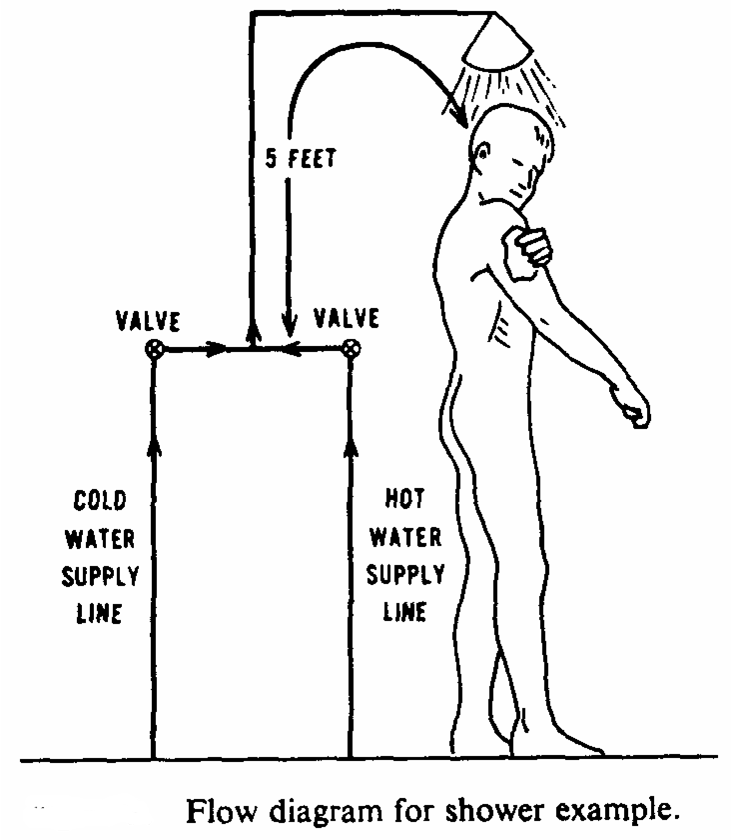 5 FEET
VALVE
VALVE
COLD
WATER
SUPPLY
LINE
HOT
WATER
SUPPLY
LINE
Flow diagram for shower example.